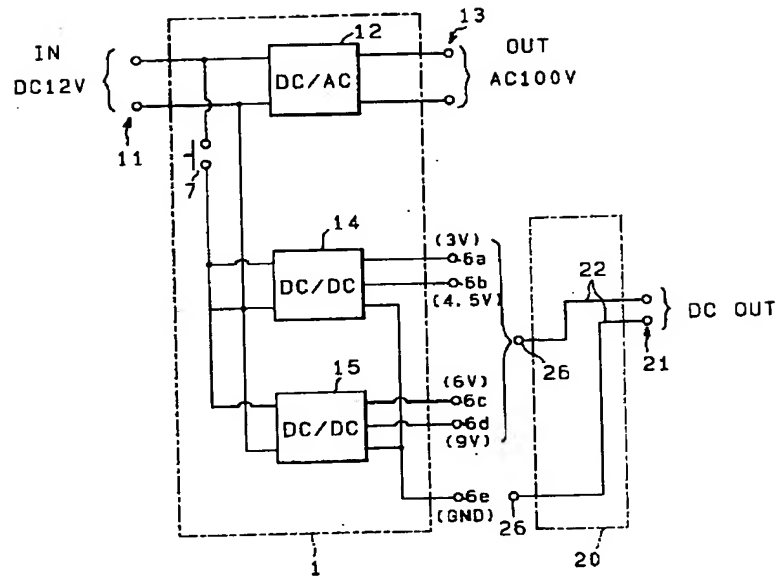 12
13
IN
DC12V
OUT
AC100V
DC/AC
11
7
14
(3V)
6a
DC/DC
6b
(4.5V)
22
DC OUT
26
21
15
(6V)
6c
DC/DC
6d
(9V)
6e
(GND)
26
1
20